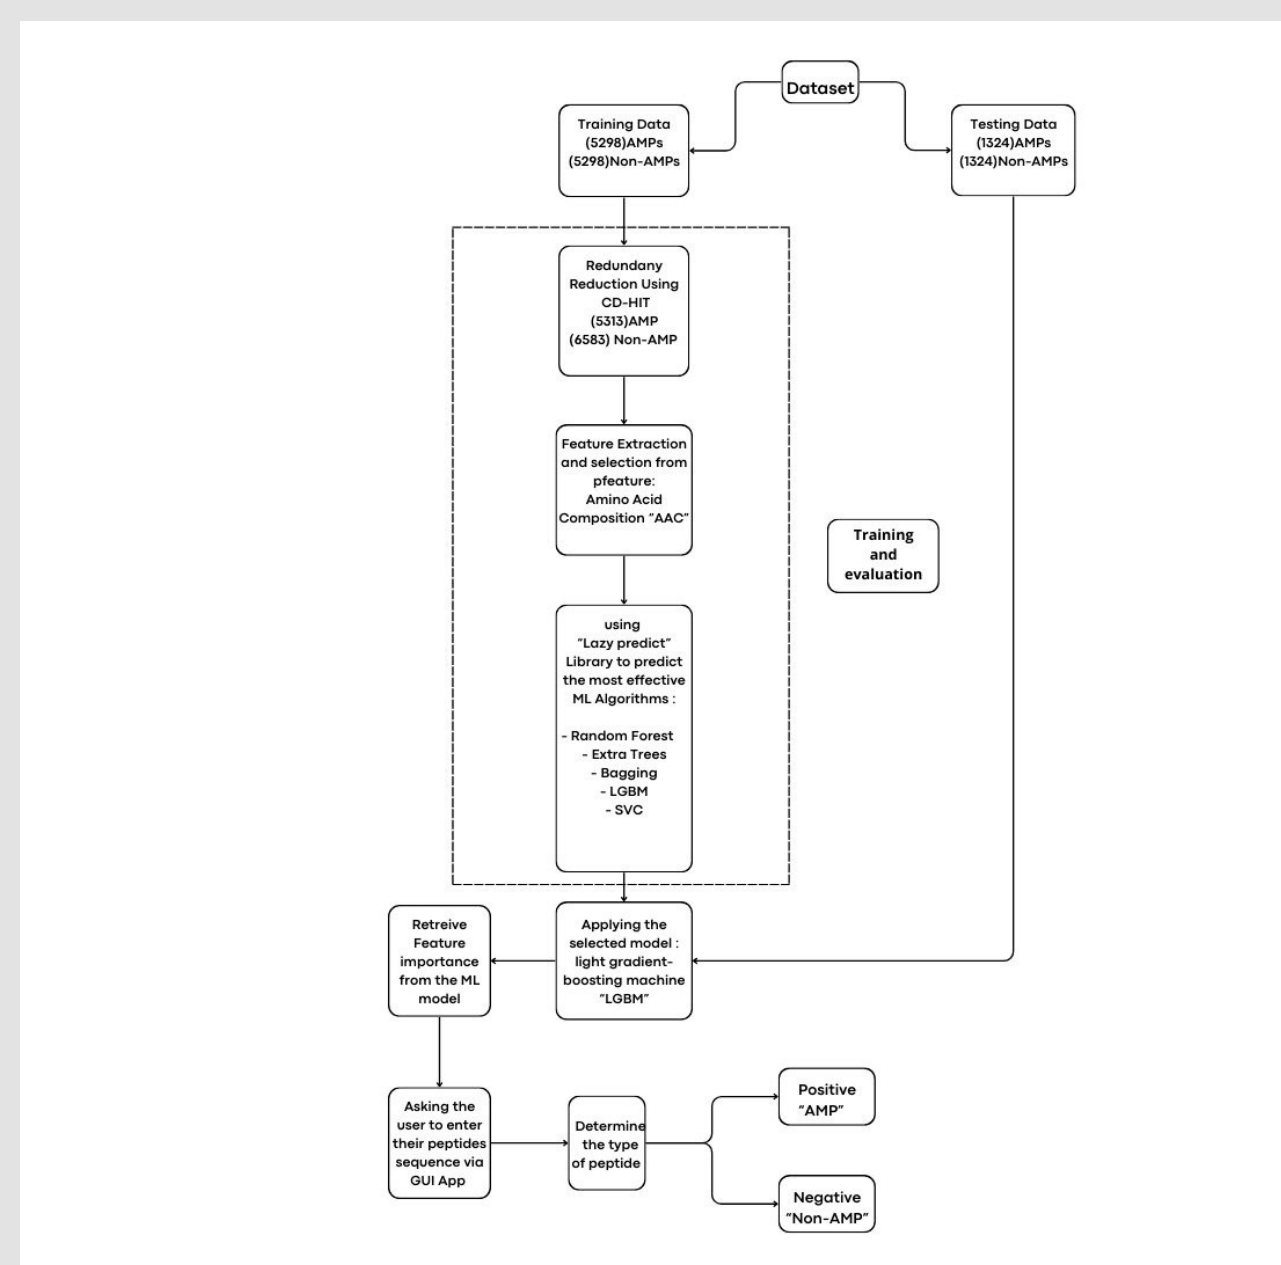 Dataset
Training Data
(5298)AMPs
(5298)Non-AMPs
Testing Data
(1324)AMPs
(1324)Non-AMPs
Redundany
Reduction Using
CD-HIT
(5313)AMP
(6583) Non-AMP
Feature Extraction
and selection from
pfeature:
Amino Acid
Composition "AAC"
Training
and
evaluation
using
"Lazy predict"
Library to predict
the most effective
ML Algorithms :
- Random Forest
- Extra Trees
- Bagging
- LGBM
- SVC
Applying the
selected model :
light gradient-
boosting machine
"LGBM"
Retreive
Feature
importance
from the ML
model
Asking the
user to enter
their peptides
sequence via
GUI App
Determine
the type
of peptide
Positive
"AMP"
Negative
"Non-AMP"